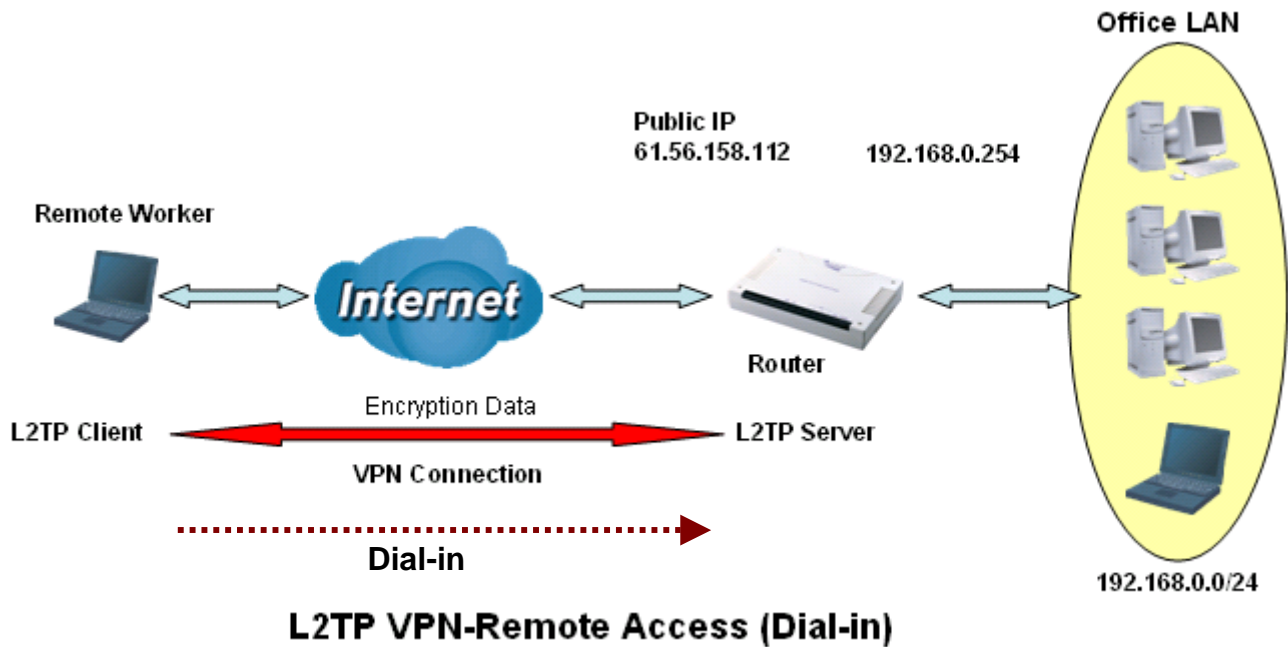 Office LAN
Public IP
61.56.158.112
192.168.0.254
Remote Worker
Internet
Router
Encryption Data
L2TP Client
L2TP Server
VPN Connection
Dial-in
192.168.0.0/24
L2TP VPN-Remote Access (Dial-in)